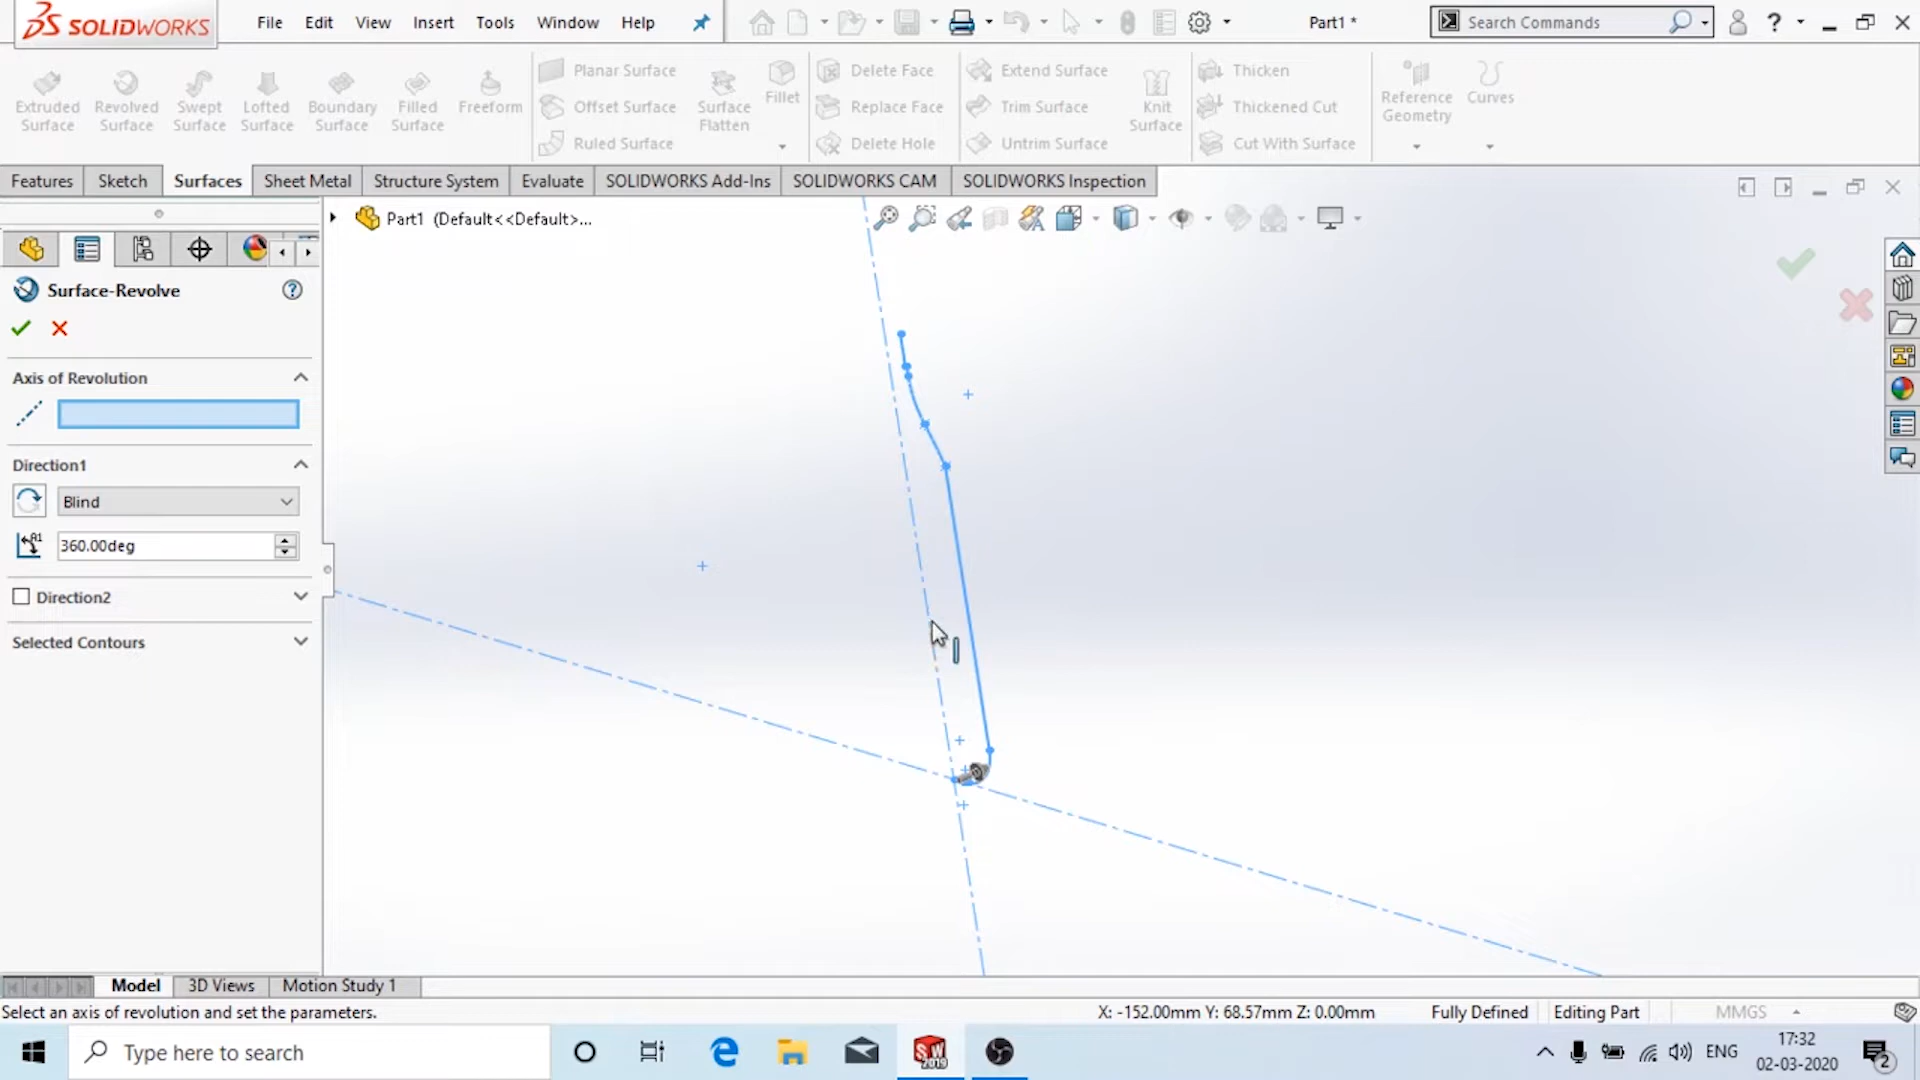 SOLIDWORKS File Edit View Insert Tools Window Help Part1 * Search Commands ?
Extruded Surface
Revolved Surface
Swept Surface
Lofted Surface
Boundary Surface
Filled Surface
Freeform
Planar Surface
Offset Surface
Ruled Surface
Surface Flatten
Fillet
Delete Face
Replace Face
Delete Hole
Extend Surface
Trim Surface
Untrim Surface
Knit Surface
Thicken
Thickened Cut
Cut With Surface
Reference Geometry
Curves
Features Sketch Surfaces Sheet Metal Structure System Evaluate SOLIDWORKS Add-Ins SOLIDWORKS CAM SOLIDWORKS Inspection
Part1 (Default<<Default>...
Surface-Revolve ?
Axis of Revolution
Direction1
Blind
360.00deg
Direction2
Selected Contours
Model 3D Views Motion Study 1
Select an axis of revolution and set the parameters. X: -152.00mm Y: 68.57mm Z: 0.00mm Fully Defined Editing Part MMGS
Type here to search
SW 2019
ENG
17:32
02-03-2020
2